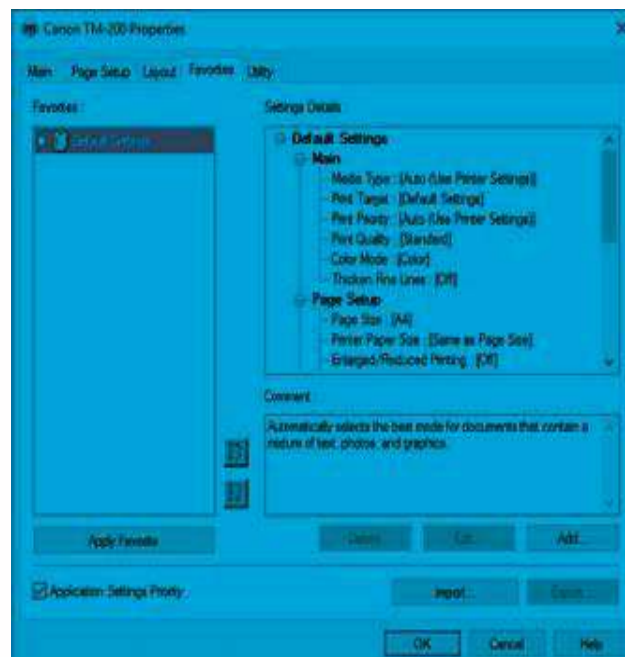 Canon TM-200 Properties
Main Page Setup Layout Favorites Utility
Favorites :
Default Settings
Settings Details :
Default Settings
Main
Media Type : [Auto (Use Printer Settings)]
Print Target : [Default Settings]
Print Priority : [Auto (Use Printer Settings)]
Print Quality : [Standard]
Color Mode : [Color]
Thicken Fine Lines : [Off]
Page Setup
Page Size : [A4]
Printer Paper Size : [Same as Page Size]
Enlarged/Reduced Printing : [Off]
Comment :
Automatically selects the best mode for documents that contain a
mixture of text, photos, and graphics.
Apply Favorite
Delete Edit... Add...
Application Settings Priority
Import... Export...
OK Cancel Help